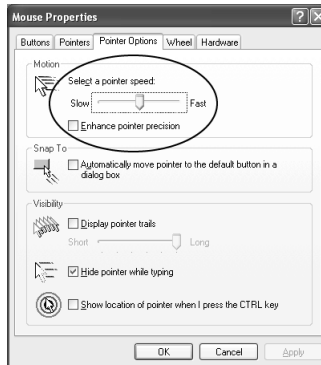 Mouse Properties
Buttons Pointers Pointer Options Wheel Hardware
Motion
Select a pointer speed:
Slow Fast
Enhance pointer precision
Snap To
Automatically move pointer to the default button in a
dialog box
Visibility
Display pointer trails
Short Long
Hide pointer while typing
Show location of pointer when I press the CTRL key
OK Cancel Apply